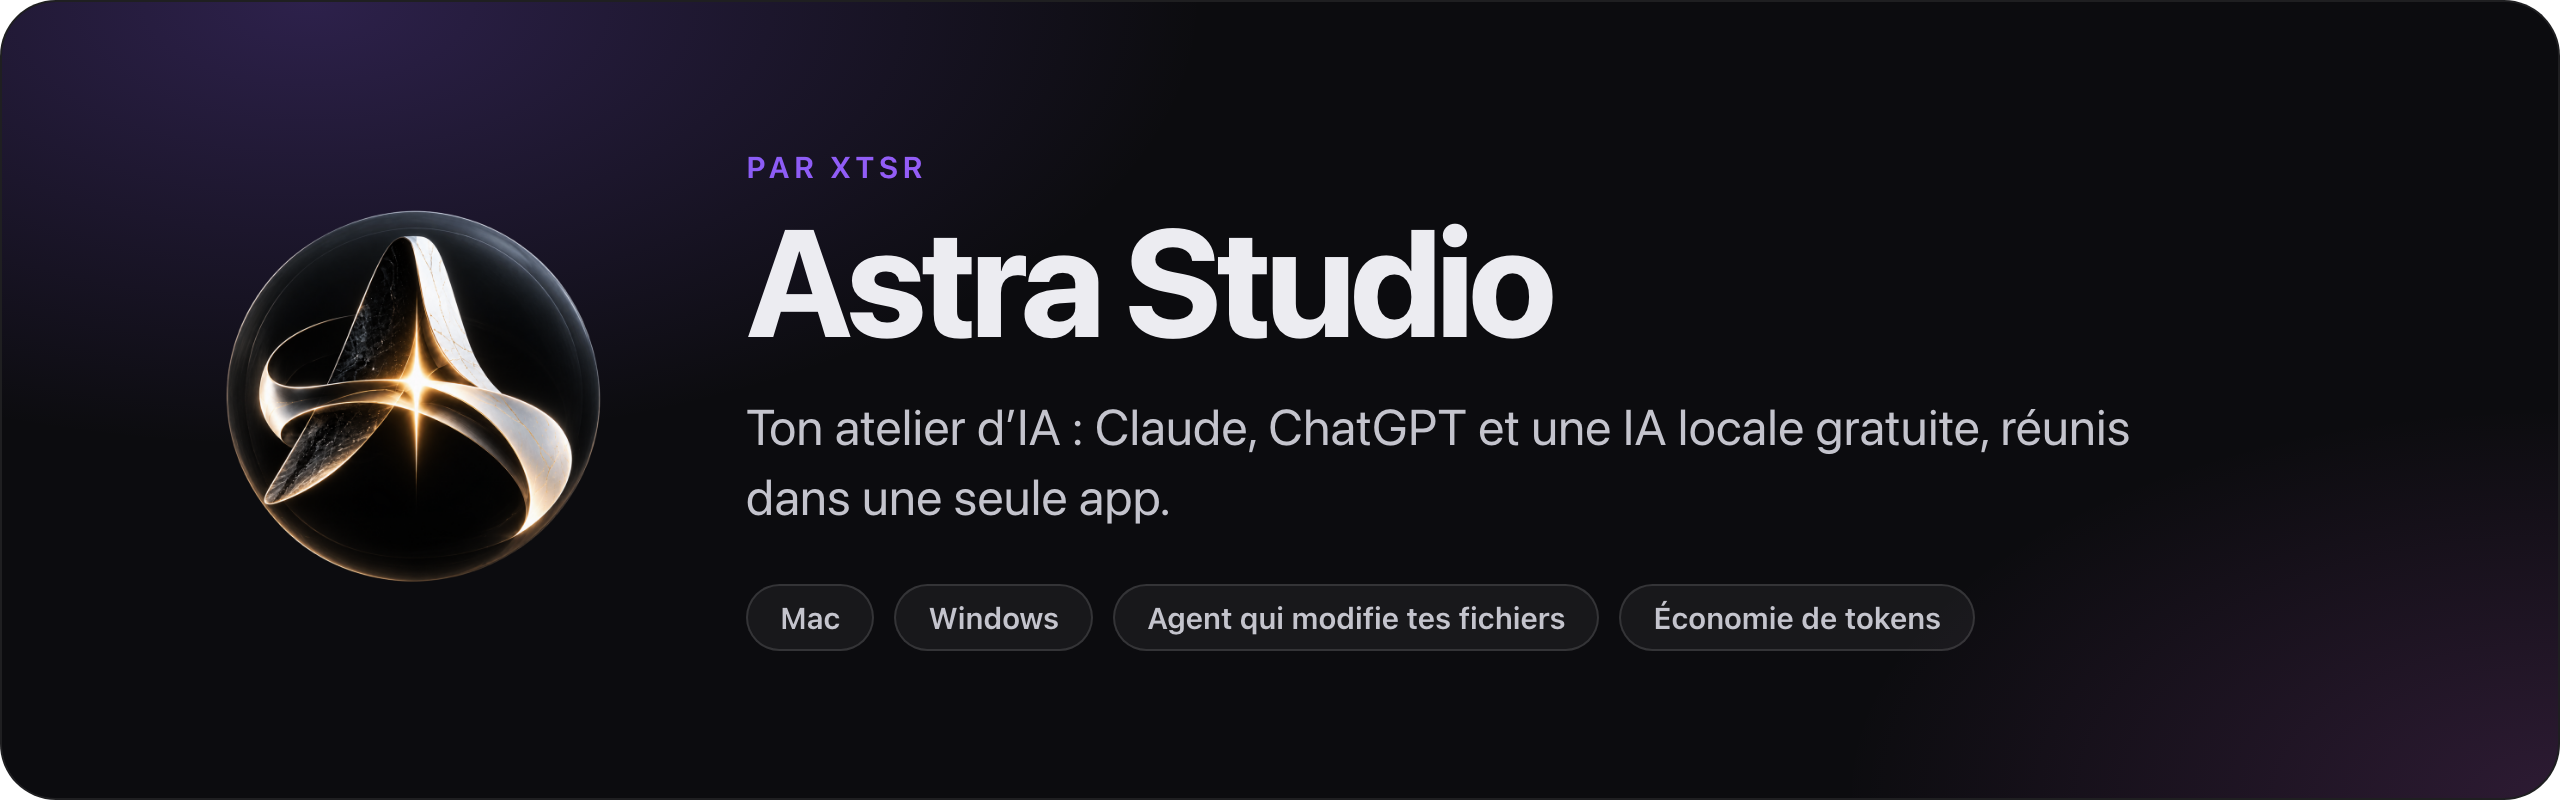 PAR XTSR
Astra Studio
Ton atelier d’IA : Claude, ChatGPT et une IA locale gratuite, réunis
dans une seule app.
Mac
Windows
Agent qui modifie tes fichiers
Économie de tokens